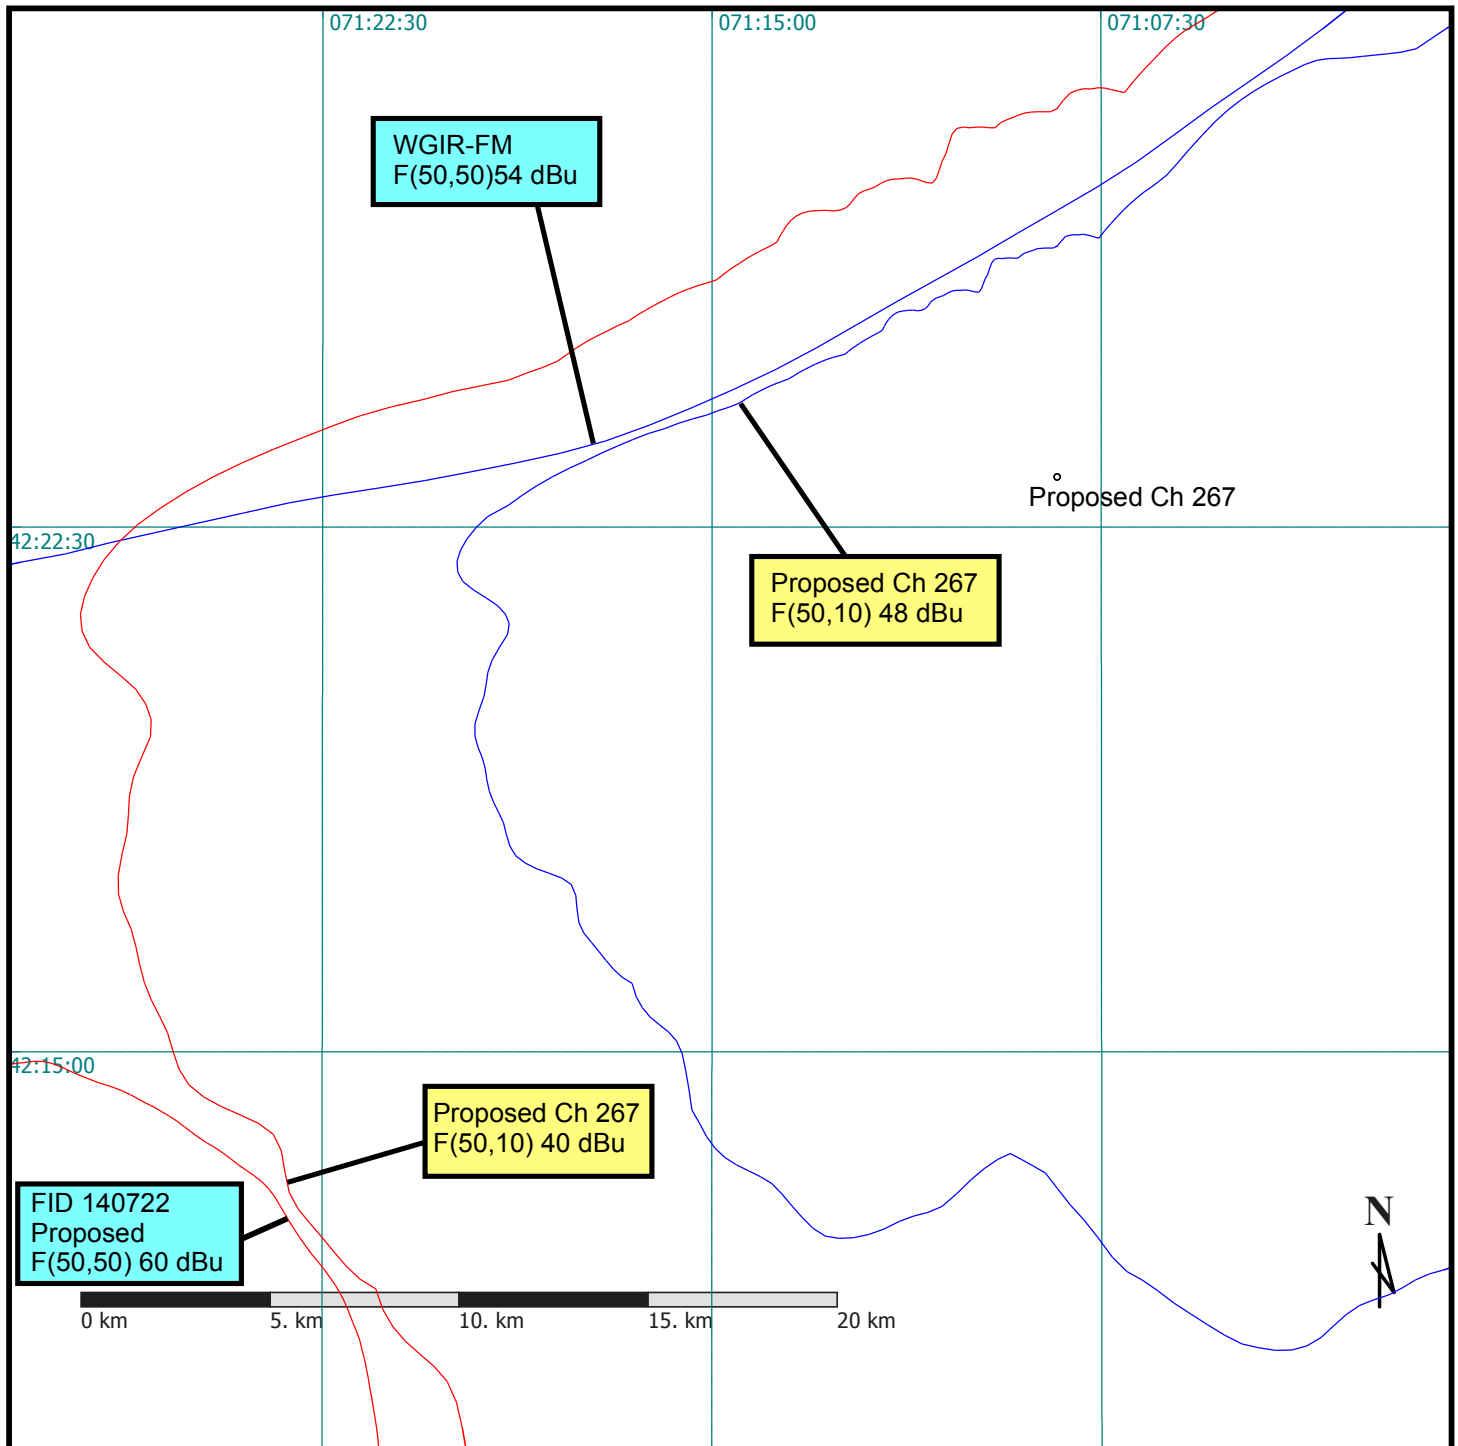 071:22:30
071:15:00
071:07:30
WGIR-FM
F(50,50)54 dBu
Proposed Ch 267
42:22:30
Proposed Ch 267
F(50,10) 48 dBu
42:15:00
Proposed Ch 267
F(50,10) 40 dBu
FID 140722
Proposed
F(50,50) 60 dBu
N
0 km
5. km
10. km
15. km
20 km